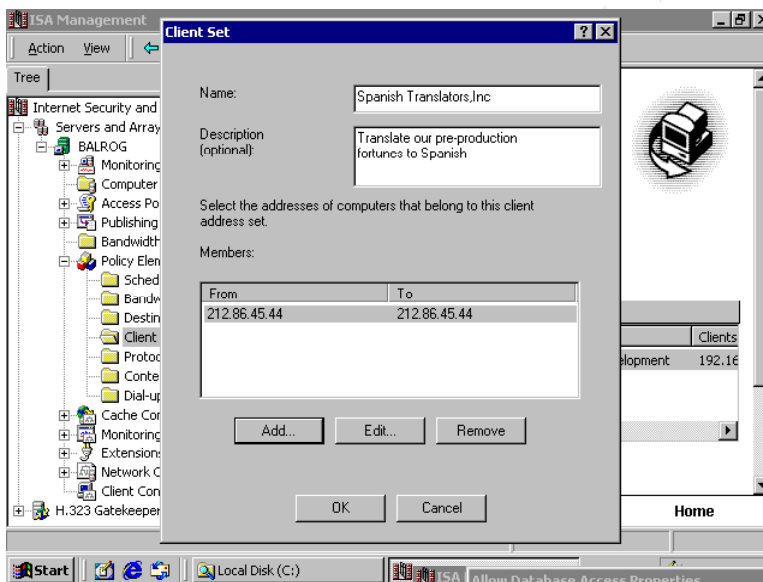 ISA Management
Client Set
Action View
Tree
Internet Security and
Servers and Array
BALROG
Monitoring
Computer
Access Po
Publishing
Bandwidth
Policy Elen
Sched
Bandw
Destin
Client
Protoc
Conte
Dial-up
Cache Cor
Monitoring
Extension
Network C
Client Con
H.323 Gatekeeper
Name:
Spanish Translators,Inc
Description
(optional):
Translate our pre-production
fortunes to Spanish
Select the addresses of computers that belong to this client
address set.
Members:
From To
212.86.45.44 212.86.45.44
Add... Edit... Remove
OK Cancel
Clients
elopment 192.16
Home
Start Local Disk (C:) ISA Allow Database Access Properties